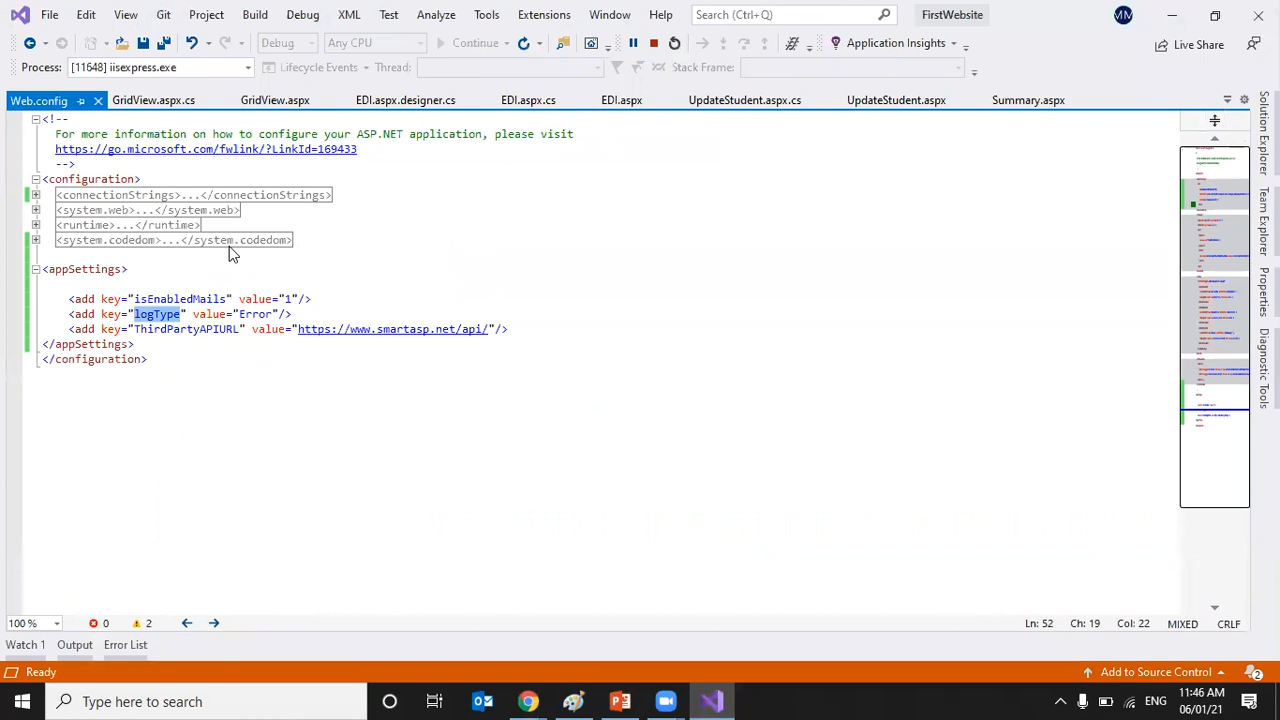 File Edit View Git Project Build Debug XML Test Analyze Tools Extensions Window Help Search (Ctrl+Q) FirstWebsite MM
Debug Any CPU Continue Application Insights Live Share
Process: [11648] iisexpress.exe Lifecycle Events Thread: Stack Frame:
Web.config GridView.aspx.cs GridView.aspx EDI.aspx.designer.cs EDI.aspx.cs EDI.aspx UpdateStudent.aspx.cs UpdateStudent.aspx Summary.aspx
<!--
For more information on how to configure your ASP.NET application, please visit
https://go.microsoft.com/fwlink/?LinkId=169433
-->
<configuration>
<connectionStrings>...</connectionStrings>
<system.web>...</system.web>
<runtime>...</runtime>
<system.codedom>...</system.codedom>
<appSettings>
<add key="isEnabledMails" value="1"/>
<add key="logType" value="Error"/>
<add key="ThirdPartyAPIURL" value="https://www.smartasp.net/api/"/>
</appSettings>
</configuration>
Solution Explorer
Team Explorer
Properties
Diagnostic Tools
100 % 0 2 Ln: 52 Ch: 19 Col: 22 MIXED CRLF
Watch 1 Output Error List
Ready Add to Source Control 2
Type here to search ENG 11:46 AM
06/01/21